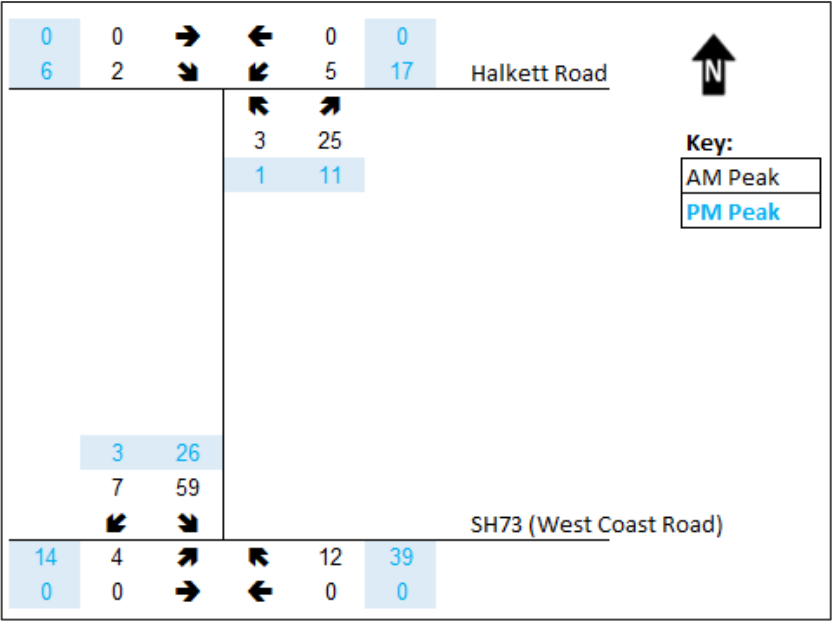 0 0 → ← 0 0
6 2 ↘ ↙ 5 17 Halkett Road
N
↖ ↗
3 25
1 11
Key:
AM Peak
PM Peak
3 26
7 59
↙ ↘
SH73 (West Coast Road)
14 4 ↗ ↖ 12 39
0 0 → ← 0 0